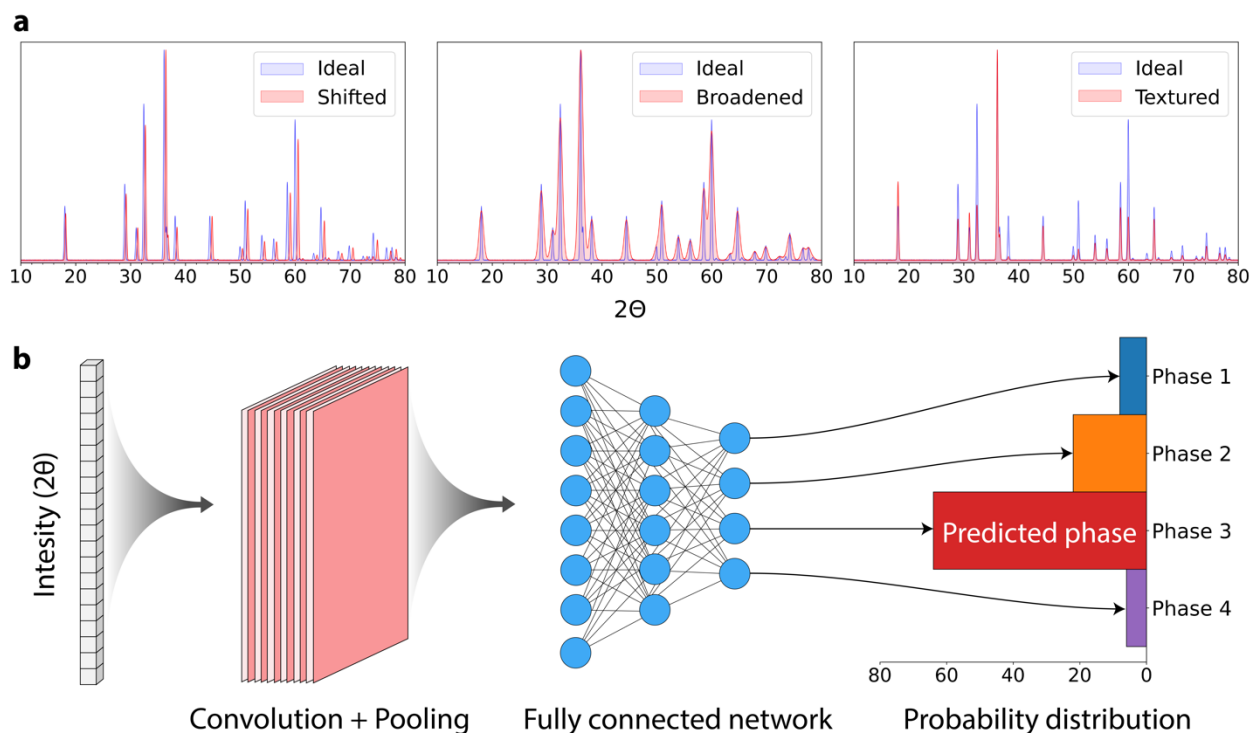 a
Ideal
Shifted
Ideal
Broadened
Ideal
Textured
10 20 30 40 50 60 70 80
10 20 30 40 50 60 70 80
10 20 30 40 50 60 70 80
2Θ
b
Intesity (2θ)
Phase 1
Phase 2
Predicted phase
Phase 3
Phase 4
80 60 40 20 0
Convolution + Pooling
Fully connected network
Probability distribution